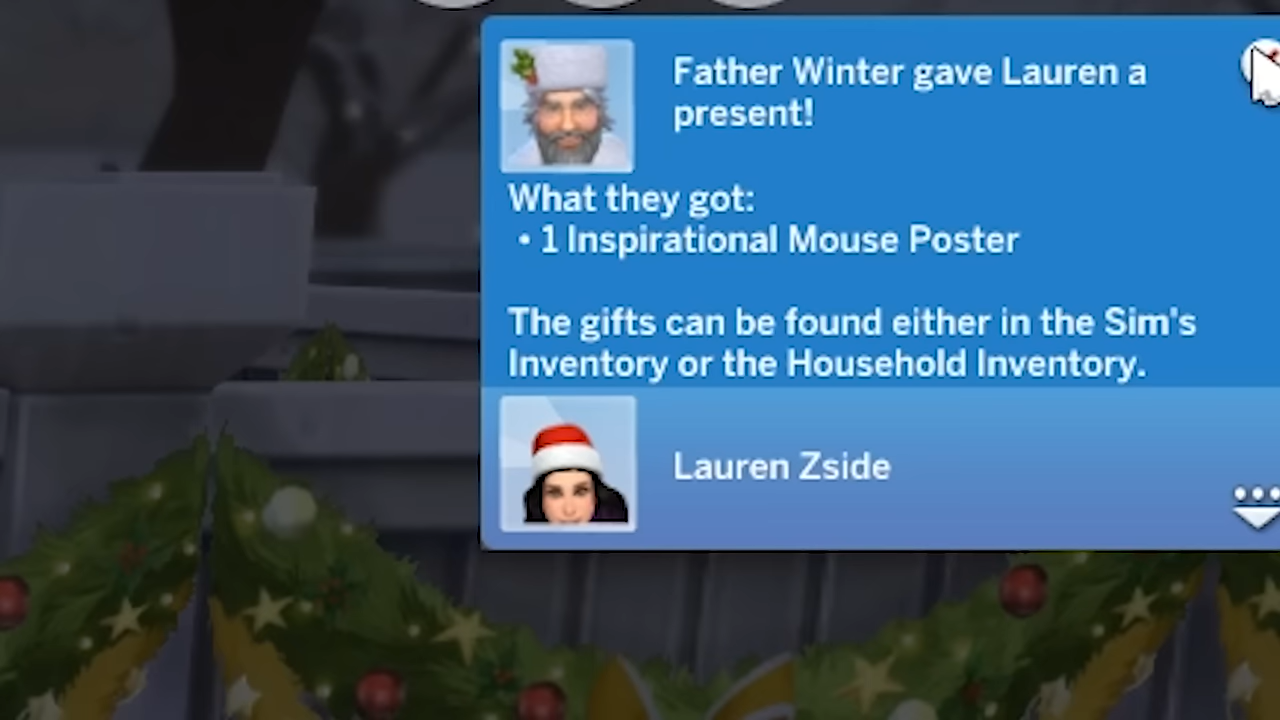 Father Winter gave Lauren a
present!
What they got:
• 1 Inspirational Mouse Poster
The gifts can be found either in the Sim's
Inventory or the Household Inventory.
Lauren Zside